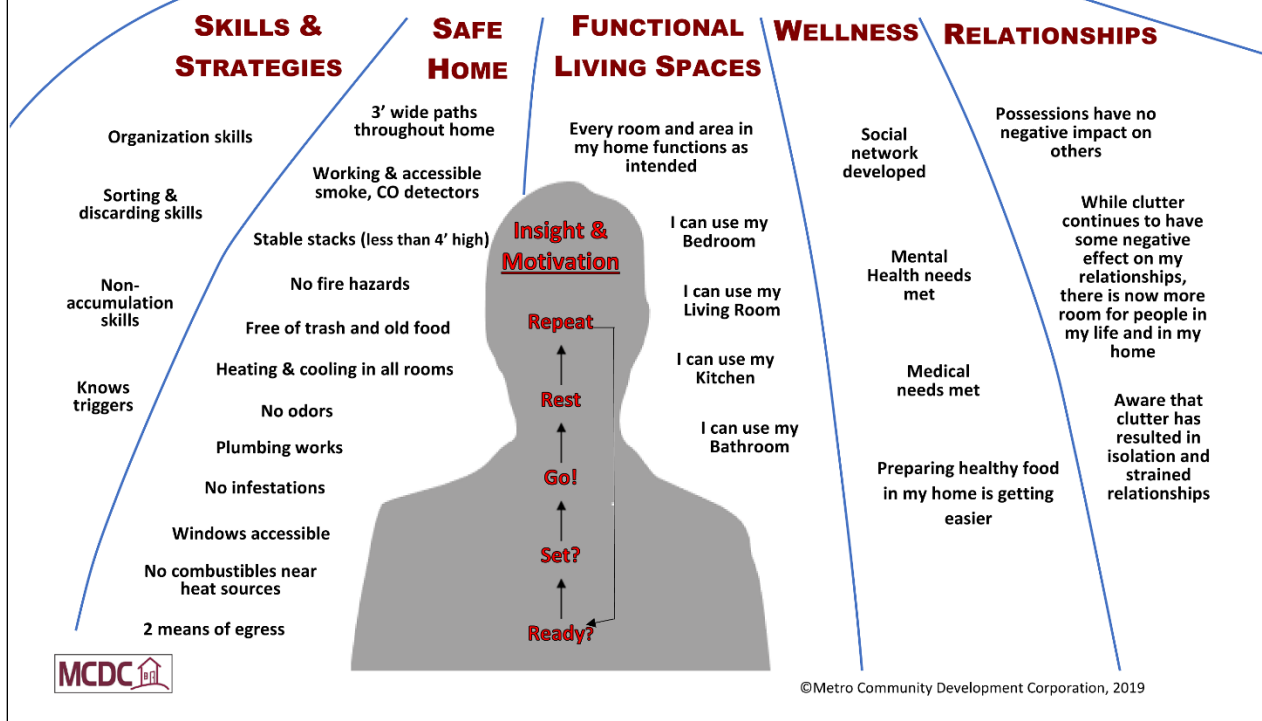 SKILLS &
STRATEGIES
Organization skills
Sorting &
discarding skills
Non-
accumulation
skills
Knows
triggers
SAFE
HOME
3’ wide paths
throughout home
Working & accessible
smoke, CO detectors
Stable stacks (less than 4’ high)
No fire hazards
Free of trash and old food
Heating & cooling in all rooms
No odors
Plumbing works
No infestations
Windows accessible
No combustibles near
heat sources
2 means of egress
Insight &
Motivation
Repeat
Rest
Go!
Set?
Ready?
FUNCTIONAL
LIVING SPACES
Every room and area in
my home functions as
intended
I can use my
Bedroom
I can use my
Living Room
I can use my
Kitchen
I can use my
Bathroom
WELLNESS
Social
network
developed
Mental
Health needs
met
Medical
needs met
Preparing healthy food
in my home is getting
easier
RELATIONSHIPS
Possessions have no
negative impact on
others
While clutter
continues to have
some negative
effect on my
relationships,
there is now more
room for people in
my life and in my
home
Aware that
clutter has
resulted in
isolation and
strained
relationships
MCDC
©Metro Community Development Corporation, 2019